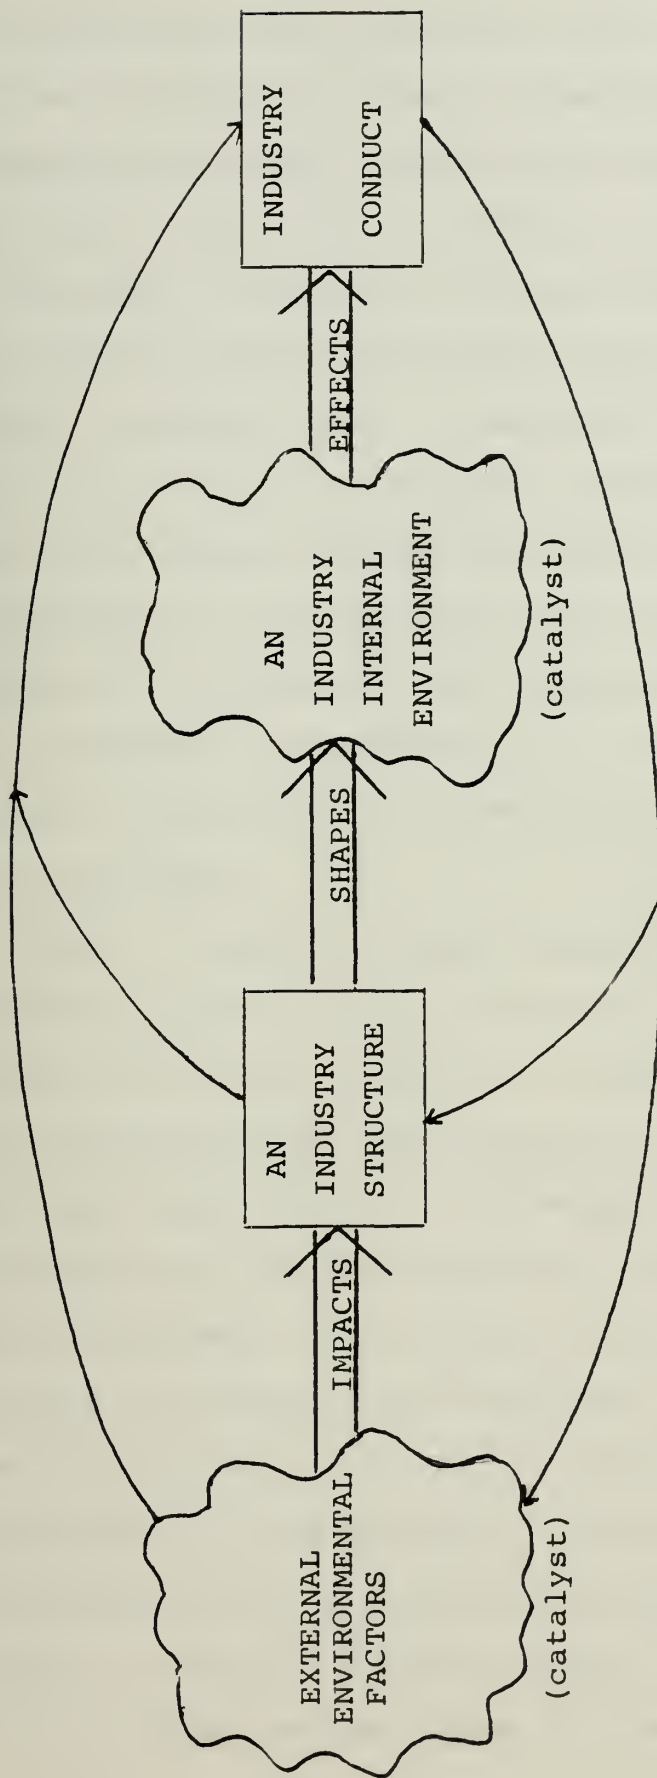 EXTERNAL
ENVIRONMENTAL
FACTORS
(catalyst)
IMPACTS
AN
INDUSTRY
STRUCTURE
SHAPES
AN
INDUSTRY
INTERNAL
ENVIRONMENT
(catalyst)
EFFECTS
INDUSTRY
CONDUCT